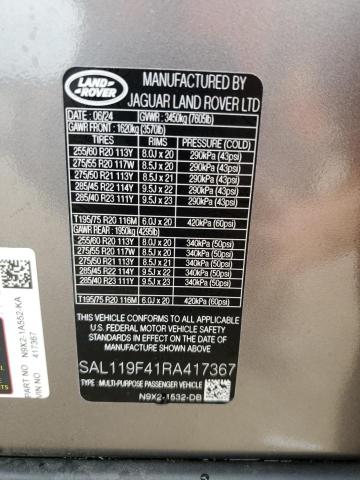 LAND-
ROVER
MANUFACTURED BY
JAGUAR LAND ROVER LTD
DATE : 06/24 GVWR : 3450kg (7605lb)
GAWR FRONT : 1620kg (3570lb)
TIRES RIMS PRESSURE (COLD)
255/60 R20 113Y 8.0J x 20 290kPa (43psi)
275/55 R20 117W 8.0J x 20 290kPa (43psi)
275/50 R21 113Y 8.5J x 21 290kPa (43psi)
285/45 R22 114Y 9.5J x 22 290kPa (43psi)
285/40 R23 111Y 9.5J x 23 290kPa (43psi)
T195/75 R20 116M 6.0J x 20 420kPa (60psi)
GAWR REAR : 1950kg (4295lb)
255/60 R20 113Y 8.0J x 20 340kPa (50psi)
275/55 R20 117W 8.0J x 20 340kPa (50psi)
275/50 R21 113Y 8.5J x 21 340kPa (50psi)
285/45 R22 114Y 9.5J x 22 340kPa (50psi)
285/40 R23 111Y 9.5J x 23 340kPa (50psi)
T195/75 R20 116M 6.0J x 20 420kPa (60psi)
THIS VEHICLE CONFORMS TO ALL APPLICABLE
U.S. FEDERAL MOTOR VEHICLE SAFETY STANDARDS
IN EFFECT ON THE DATE OF
MANUFACTURE SHOWN ABOVE
SAL119F41RA417367
TYPE : MULTI-PURPOSE PASSENGER VEHICLE
N9X2-1532-DB
PART NO N9X2-1A552-KA
VIN NO 417367